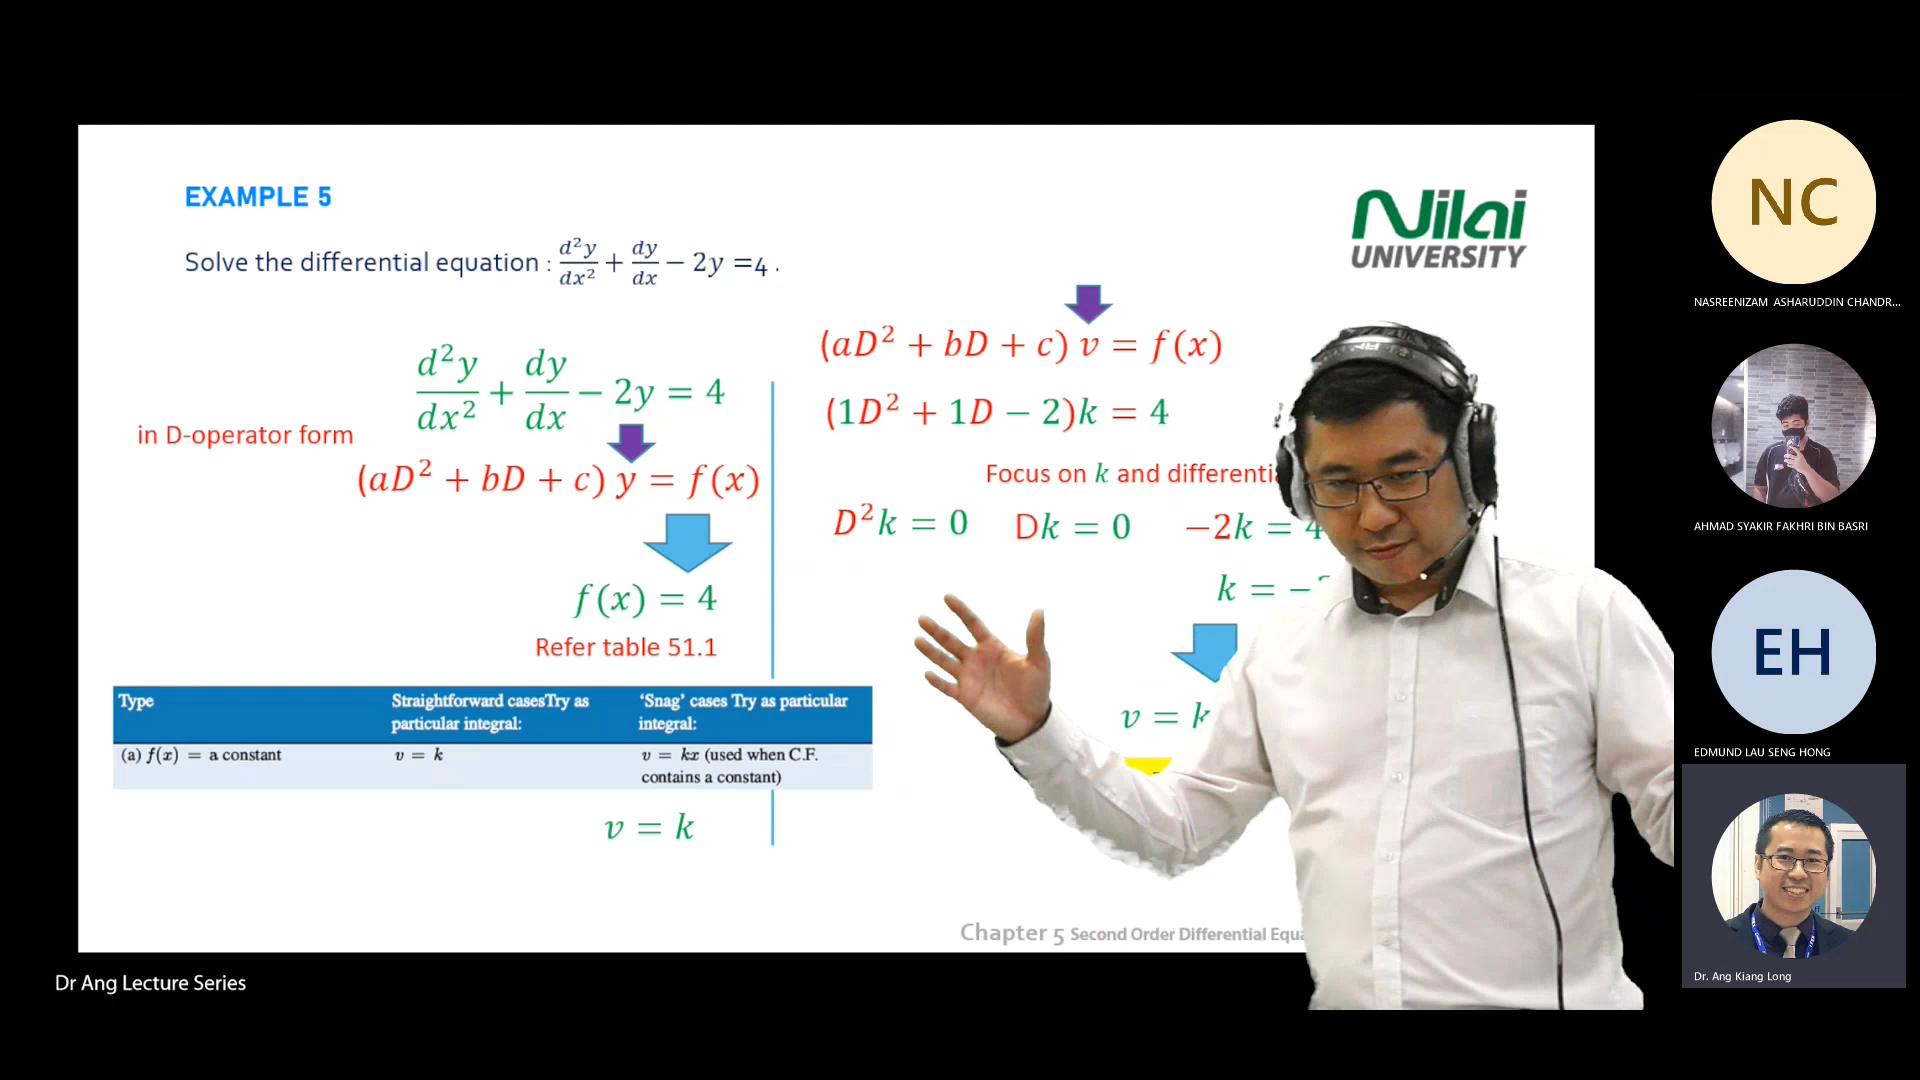 EXAMPLE 5
Nilai
UNIVERSITY
Solve the differential equation : d²y/dx² + dy/dx − 2y =4 .
d²y/dx² + dy/dx − 2y = 4
in D-operator form
(aD² + bD + c) y = f(x)
f(x) = 4
Refer table 51.1
Type
Straightforward casesTry as particular integral:
'Snag' cases Try as particular integral:
(a) f(x) = a constant
v = k
v = kx (used when C.F. contains a constant)
v = k
(aD² + bD + c) v = f(x)
(1D² + 1D − 2)k = 4
Focus on k and
D²k = 0
Dk = 0
−2k = 4
k = −
v = k
Chapter 5 Second Order Differential
Dr Ang Lecture Series
NC
NASREENIZAM ASHARUDDIN CHANDR...
AHMAD SYAKIR FAKHRI BIN BASRI
EH
EDMUND LAU SENG HONG
Dr. Ang Kiang Long